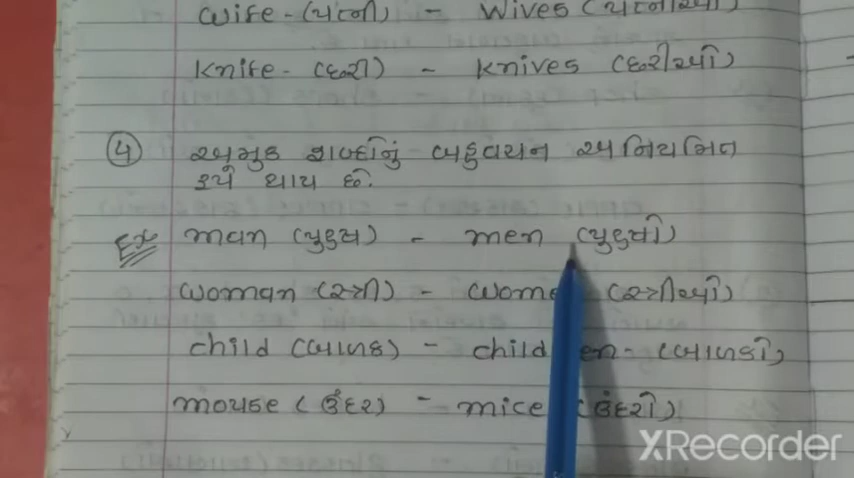 wife - (પત્ની) - Wives (પત્નીઓ)
Knife - (છરી) - Knives (છરીઓ)
(૫) અમુક શબ્દોનું બહુવચન અનિયમિત
રૂપે થાય છે.
Ex man (પુરુષ) - men (પુરુષો)
woman (સ્ત્રી) - wome (સ્ત્રીઓ)
child (બાળક) - child en - (બાળકો)
mouse (ઉંદર) - mice (ઉંદરો)
XRecorder